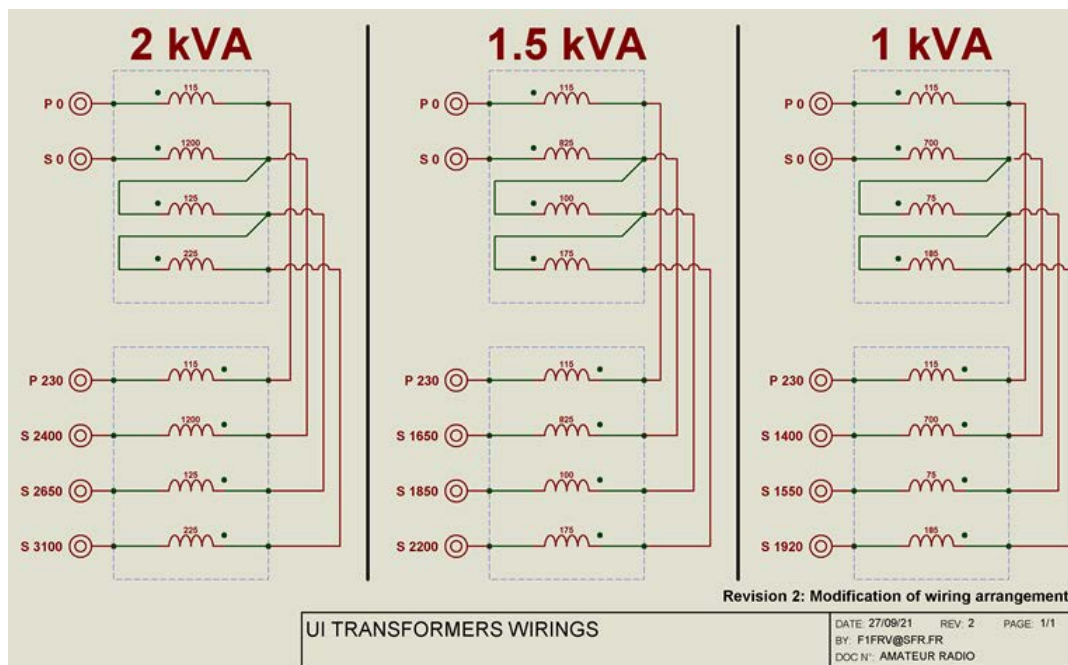 2 kVA 1.5 kVA 1 kVA
P 0 115 P 0 115 P 0 115
S 0 1200 S 0 825 S 0 700
125 100 75
225 175 185
P 230 115 P 230 115 P 230 115
S 2400 1200 S 1650 825 S 1400 700
S 2650 125 S 1850 100 S 1550 75
S 3100 225 S 2200 175 S 1920 185
Revision 2: Modification of wiring arrangement
UI TRANSFORMERS WIRINGS
DATE: 27/09/21 REV: 2 PAGE: 1/1
BY: F1FRV@SFR.FR
DOC N°: AMATEUR RADIO